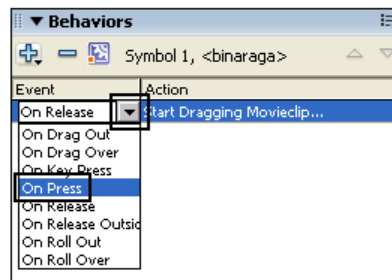 Behaviors
Symbol 1, <binaraga>
Event Action
On Release Start Dragging Movieclip...
On Drag Out
On Drag Over
On Key Press
On Press
On Release
On Release Outsid
On Roll Out
On Roll Over